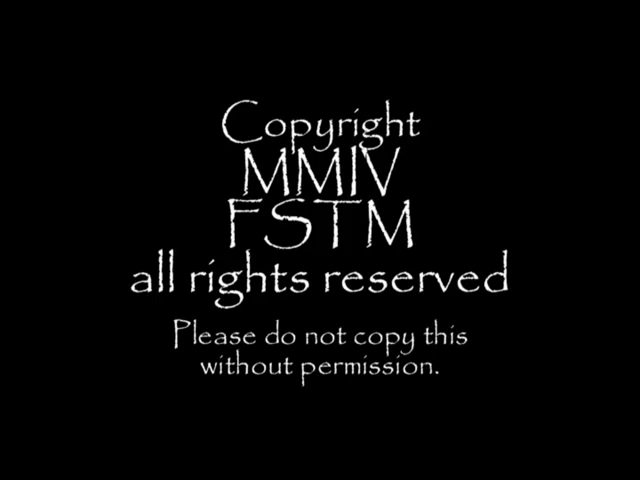 Copyright
MMIV
FSTM
all rights reserved
Please do not copy this
without permission.